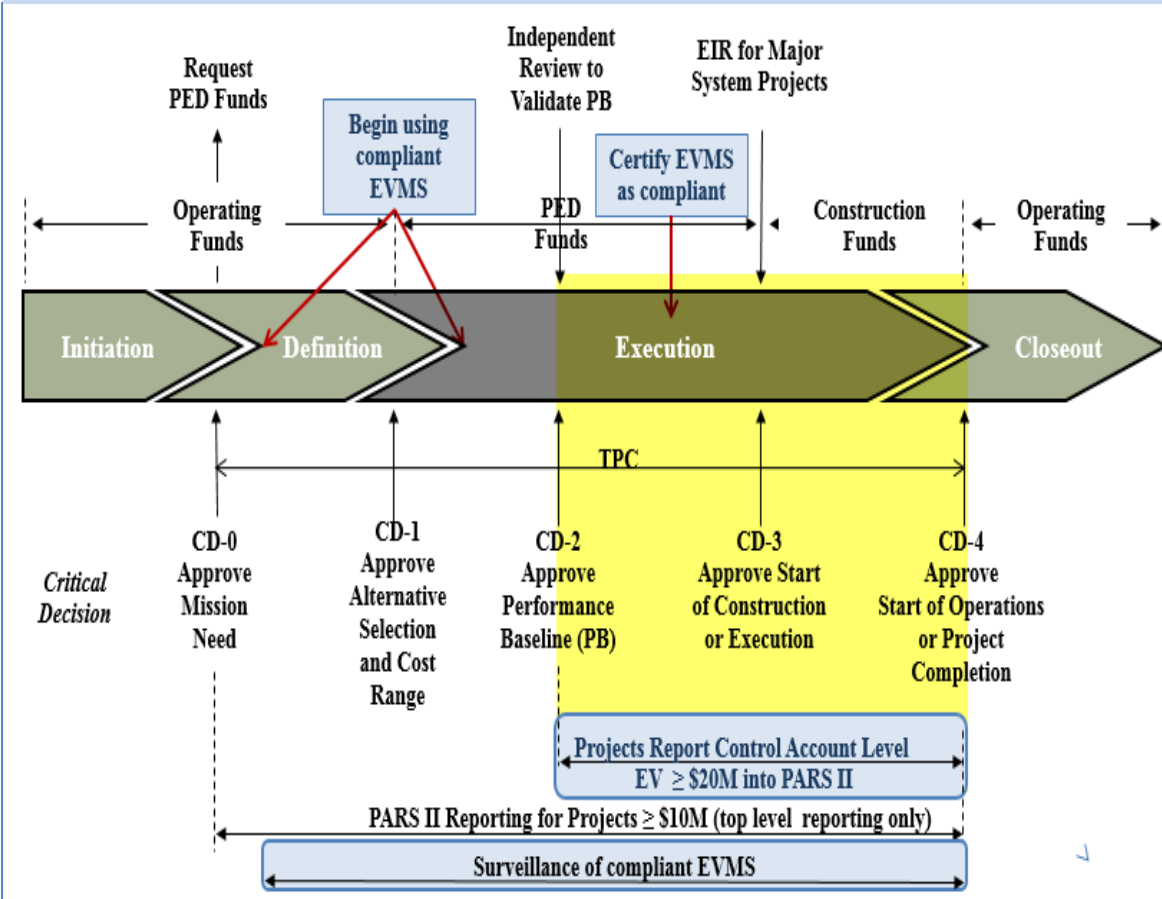 Request
PED Funds
Begin using
compliant
EVMS
Independent
Review to
Validate PB
EIR for Major
System Projects
Certify EVMS
as compliant
Operating
Funds
PED
Funds
Construction
Funds
Operating
Funds
Initiation
Definition
Execution
Closeout
TPC
Critical
Decision
CD-0
Approve
Mission
Need
CD-1
Approve
Alternative
Selection
and Cost
Range
CD-2
Approve
Performance
Baseline (PB)
CD-3
Approve Start
of Construction
or Execution
CD-4
Approve
Start of Operations
or Project
Completion
Projects Report Control Account Level
EV ≥ $20M into PARS II
PARS II Reporting for Projects ≥ $10M (top level reporting only)
Surveillance of compliant EVMS